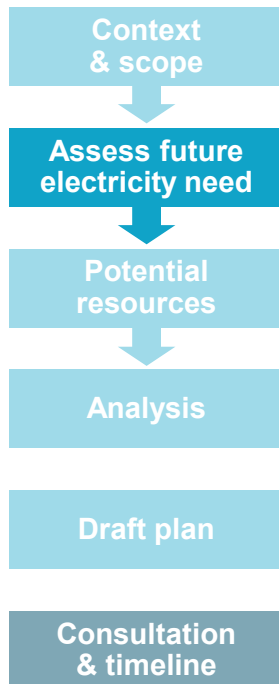 Context
& scope
Assess future
electricity need
Potential
resources
Analysis
Draft plan
Consultation
& timeline